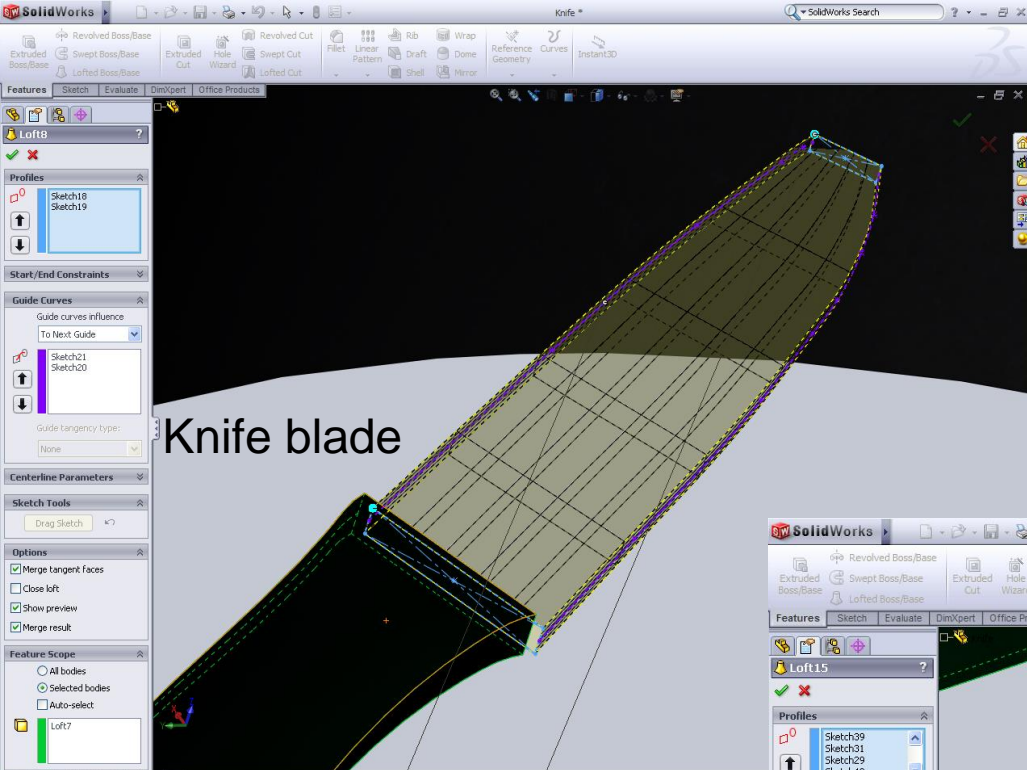 SolidWorks
Knife *
SolidWorks Search
Extruded Boss/Base
Revolved Boss/Base
Swept Boss/Base
Lofted Boss/Base
Extruded Cut
Hole Wizard
Revolved Cut
Swept Cut
Lofted Cut
Fillet
Linear Pattern
Rib
Draft
Shell
Wrap
Dome
Mirror
Reference Geometry
Curves
Instant3D
Features Sketch Evaluate DimXpert Office Products
Loft8 ?
Profiles
Sketch18
Sketch19
Start/End Constraints
Guide Curves
Guide curves influence
To Next Guide
Sketch21
Sketch20
Guide tangency type:
None
Centerline Parameters
Sketch Tools
Drag Sketch
Options
Merge tangent faces
Close loft
Show preview
Merge result
Feature Scope
All bodies
Selected bodies
Auto-select
Loft7
Knife blade
SolidWorks
Extruded Boss/Base
Revolved Boss/Base
Swept Boss/Base
Lofted Boss/Base
Extruded Cut
Hole
Features Sketch Evaluate DimXpert
Loft15 ?
Profiles
Sketch39
Sketch31
Sketch29